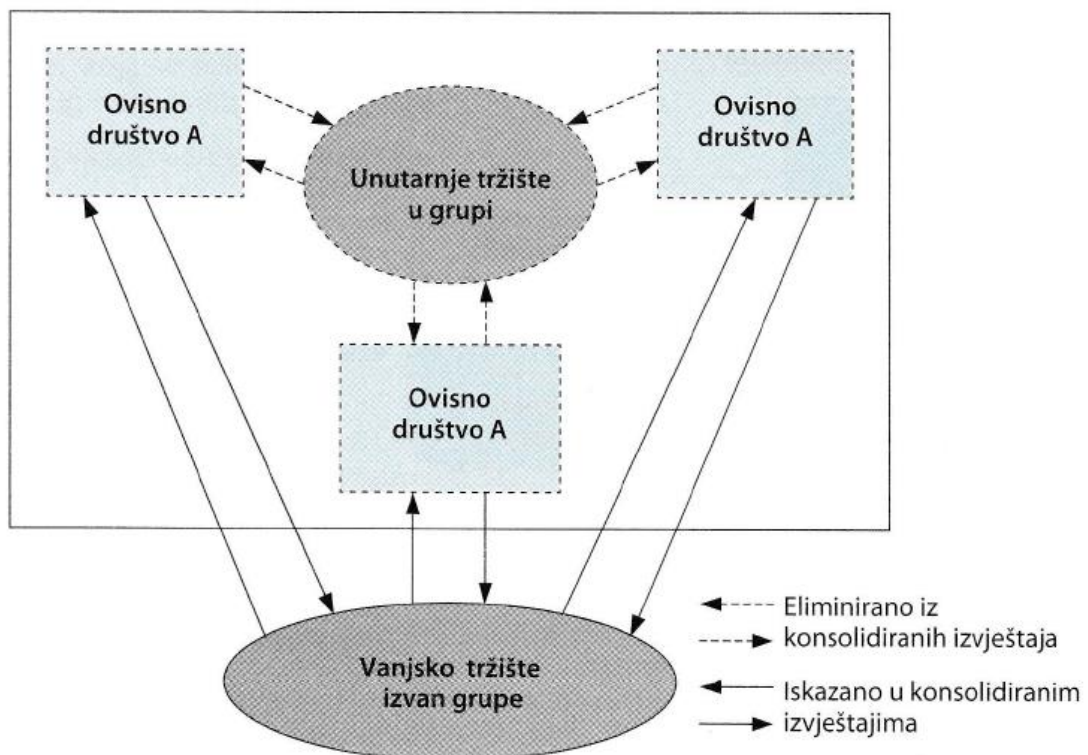 Ovisno
društvo A
Ovisno
društvo A
Unutarnje tržište
u grupi
Ovisno
društvo A
Vanjsko tržište
izvan grupe
Eliminirano iz
konsolidiranih izvještaja
Iskazano u konsolidiranim
izvještajima